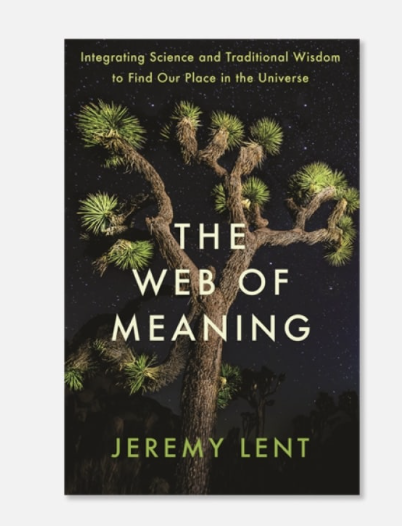 Integrating Science and Traditional Wisdom
to Find Our Place in the Universe
THE
WEB OF
MEANING
JEREMY LENT